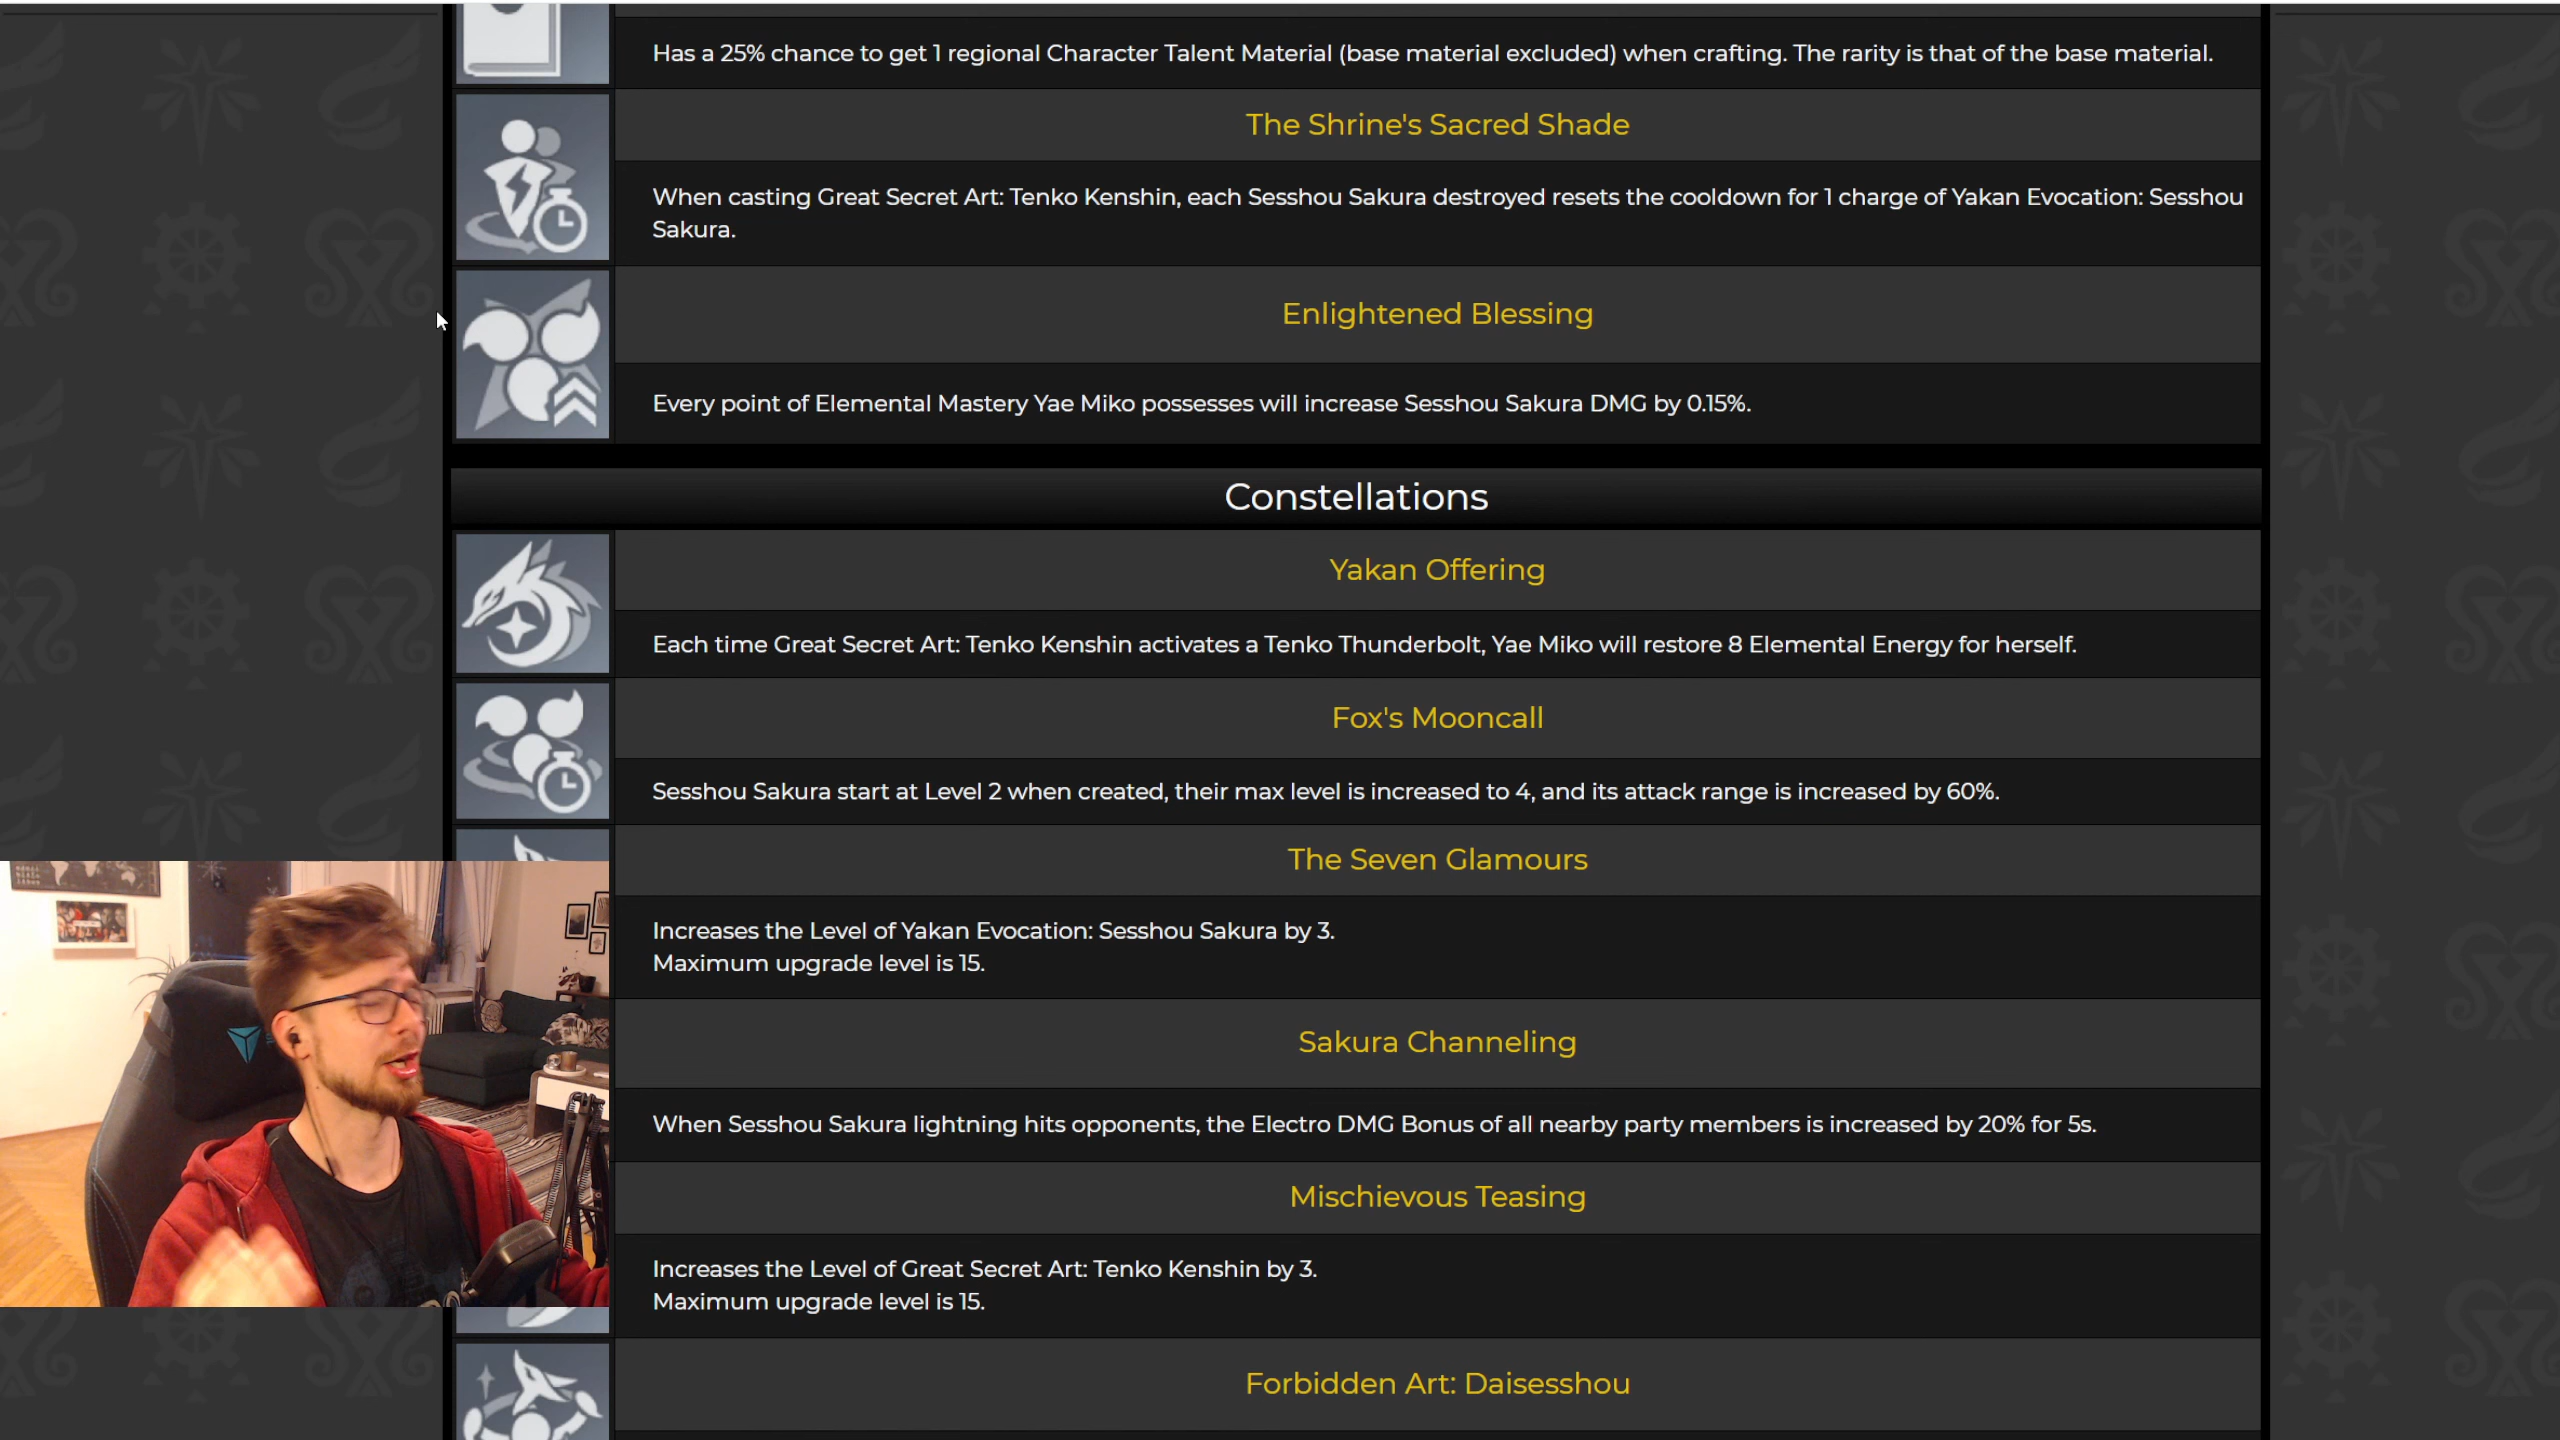 Has a 25% chance to get 1 regional Character Talent Material (base material excluded) when crafting. The rarity is that of the base material.
The Shrine's Sacred Shade
When casting Great Secret Art: Tenko Kenshin, each Sesshou Sakura destroyed resets the cooldown for 1 charge of Yakan Evocation: Sesshou
Sakura.
Enlightened Blessing
Every point of Elemental Mastery Yae Miko possesses will increase Sesshou Sakura DMG by 0.15%.
Constellations
Yakan Offering
Each time Great Secret Art: Tenko Kenshin activates a Tenko Thunderbolt, Yae Miko will restore 8 Elemental Energy for herself.
Fox's Mooncall
Sesshou Sakura start at Level 2 when created, their max level is increased to 4, and its attack range is increased by 60%.
The Seven Glamours
Increases the Level of Yakan Evocation: Sesshou Sakura by 3.
Maximum upgrade level is 15.
Sakura Channeling
When Sesshou Sakura lightning hits opponents, the Electro DMG Bonus of all nearby party members is increased by 20% for 5s.
Mischievous Teasing
Increases the Level of Great Secret Art: Tenko Kenshin by 3.
Maximum upgrade level is 15.
Forbidden Art: Daisesshou